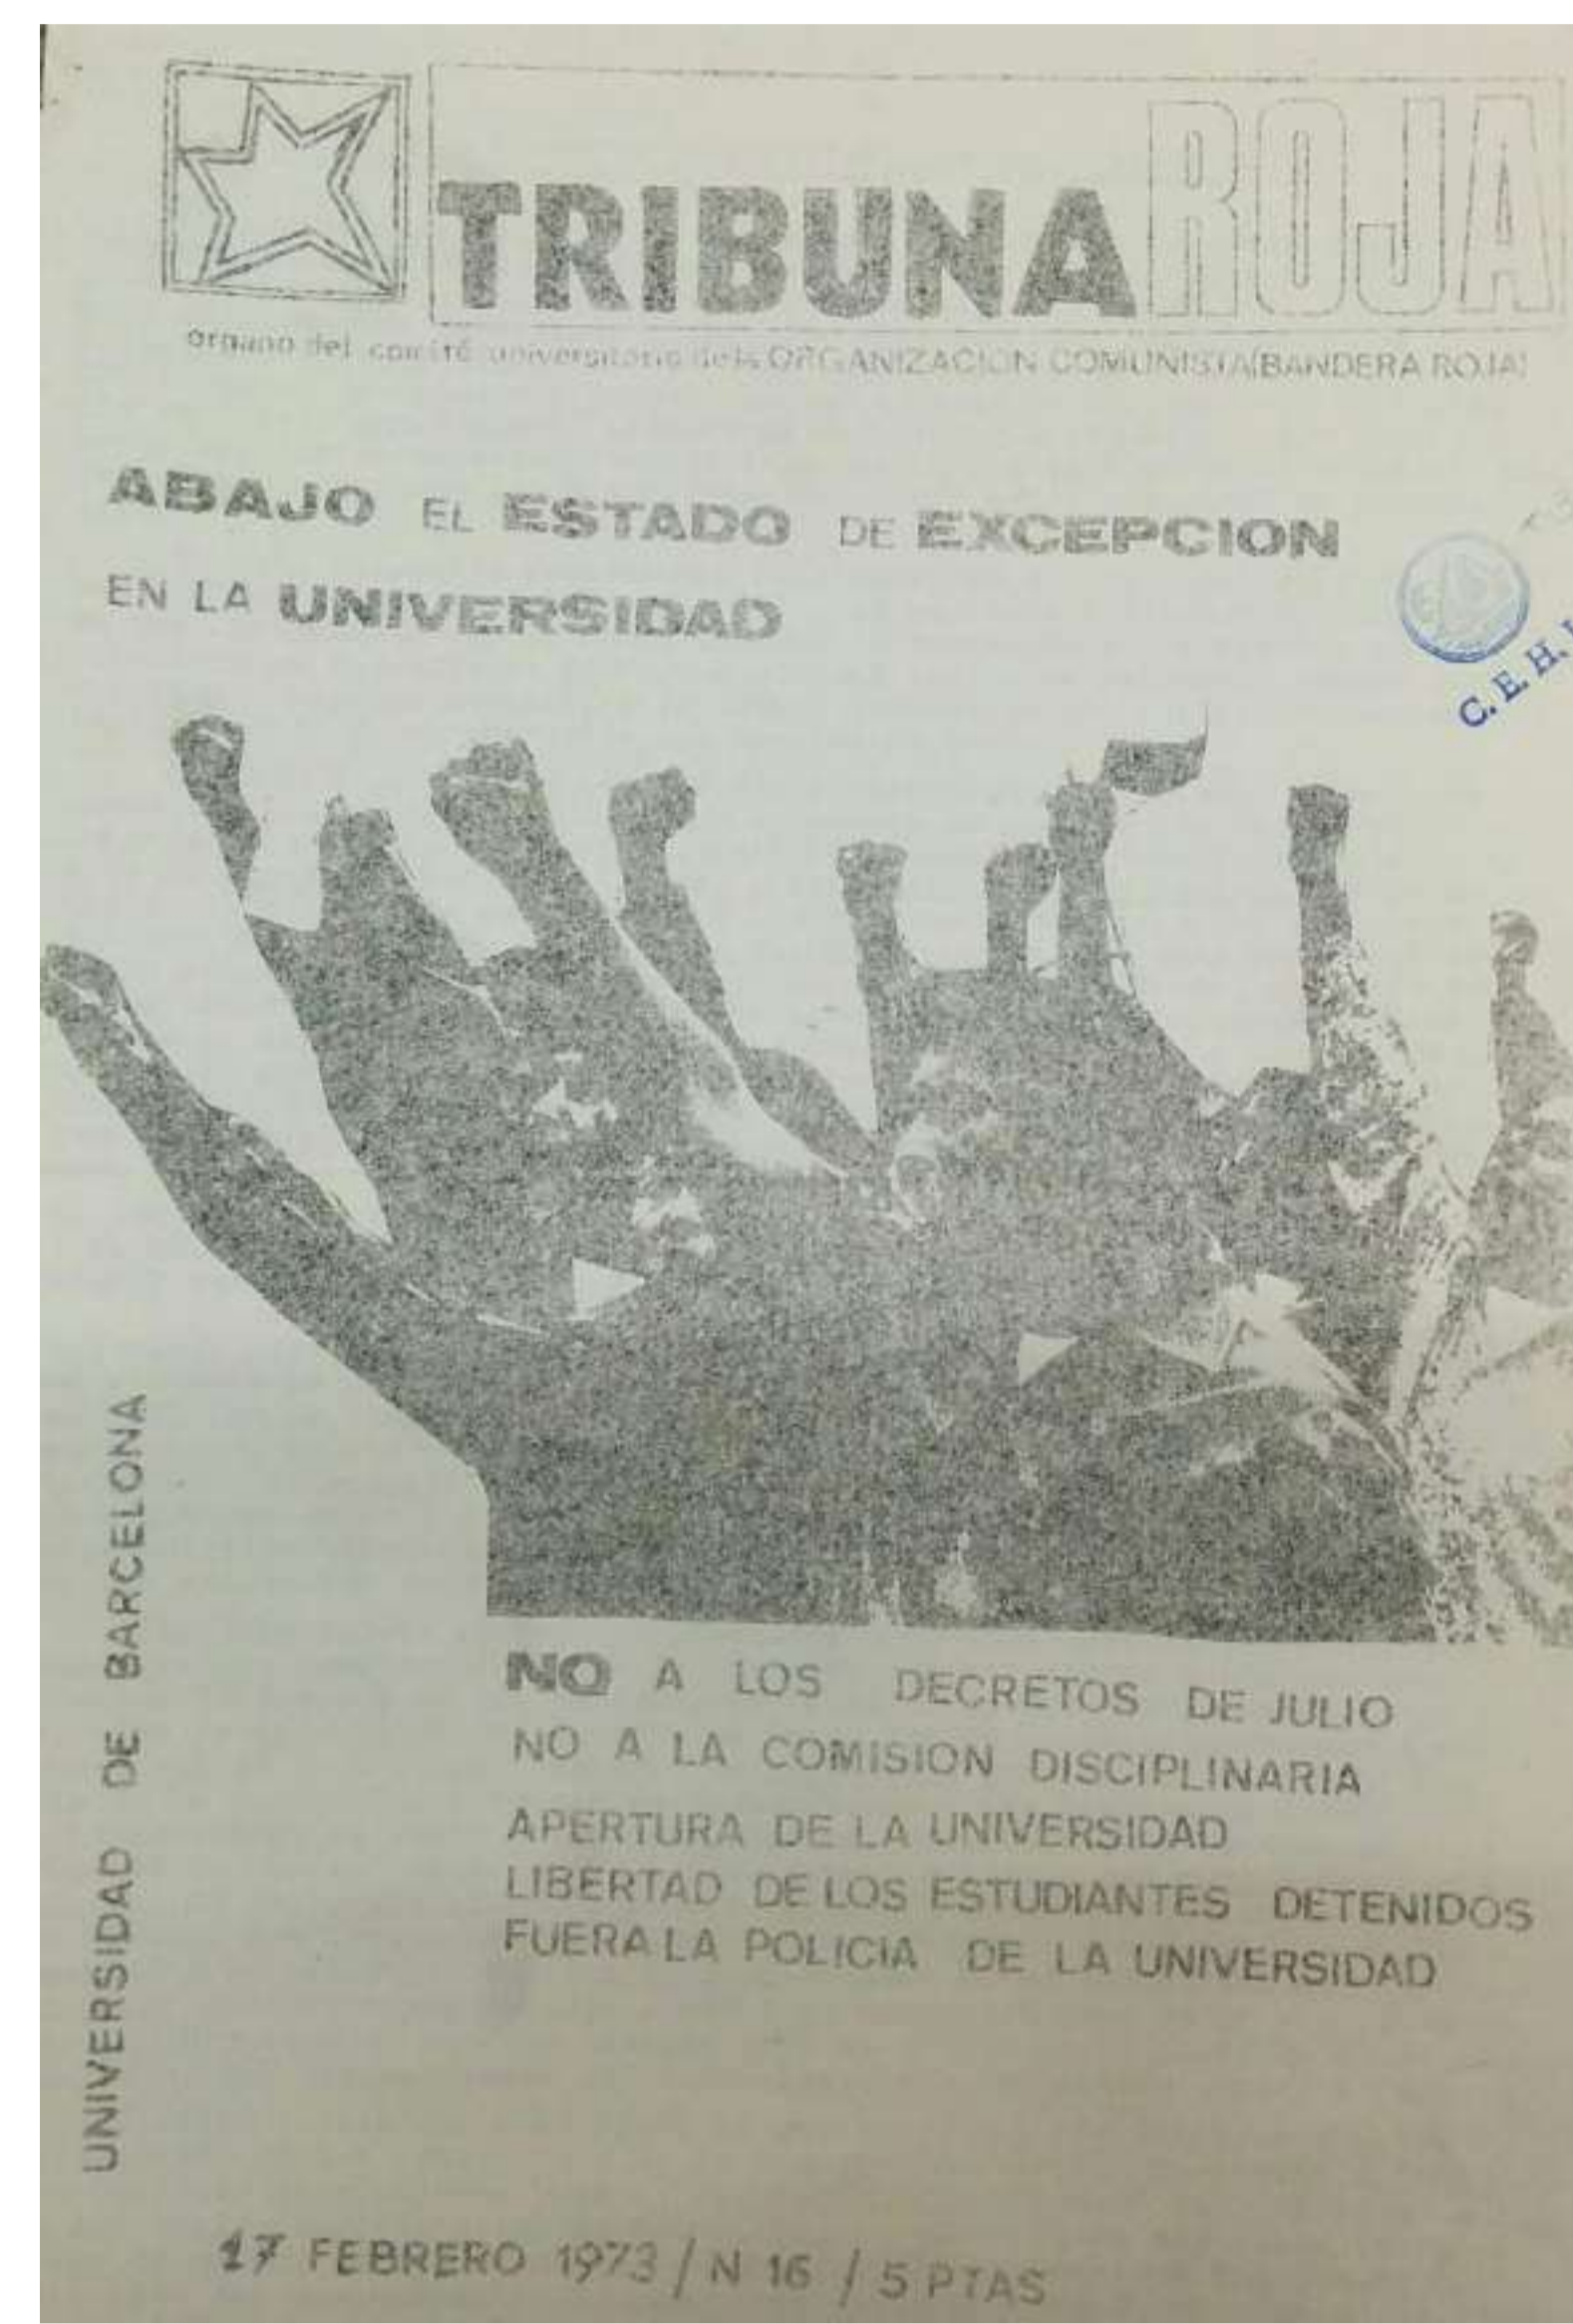 TRIBUNA ROJA
organo del comité universitario de la ORGANIZACION COMUNISTA (BANDERA ROJA)
ABAJO EL ESTADO DE EXCEPCION
EN LA UNIVERSIDAD
C. E. H.
UNIVERSIDAD DE BARCELONA
NO A LOS DECRETOS DE JULIO
NO A LA COMISION DISCIPLINARIA
APERTURA DE LA UNIVERSIDAD
LIBERTAD DE LOS ESTUDIANTES DETENIDOS
FUERA LA POLICIA DE LA UNIVERSIDAD
17 FEBRERO 1973 / N 16 / 5 PTAS